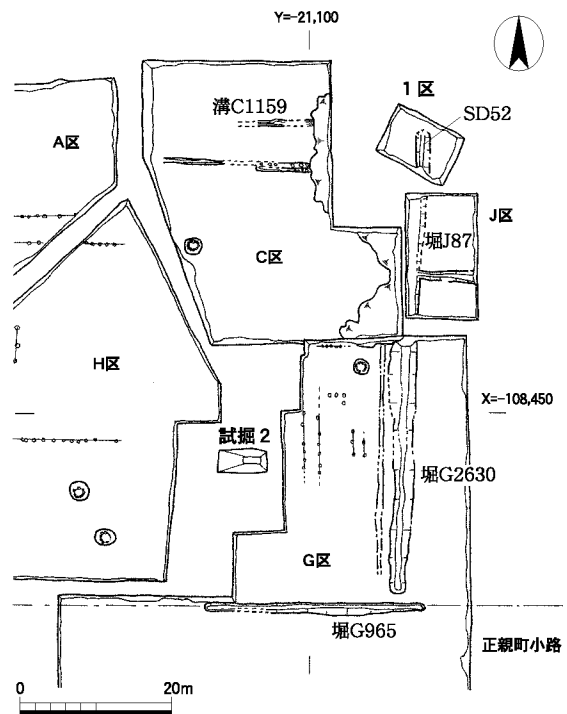 Y=-21,100
溝C1159
1区
SD52
A区
J区
堀J87
C区
H区
X=-108,450
試掘2
堀G2630
G区
堀G965
正親町小路
0 20m